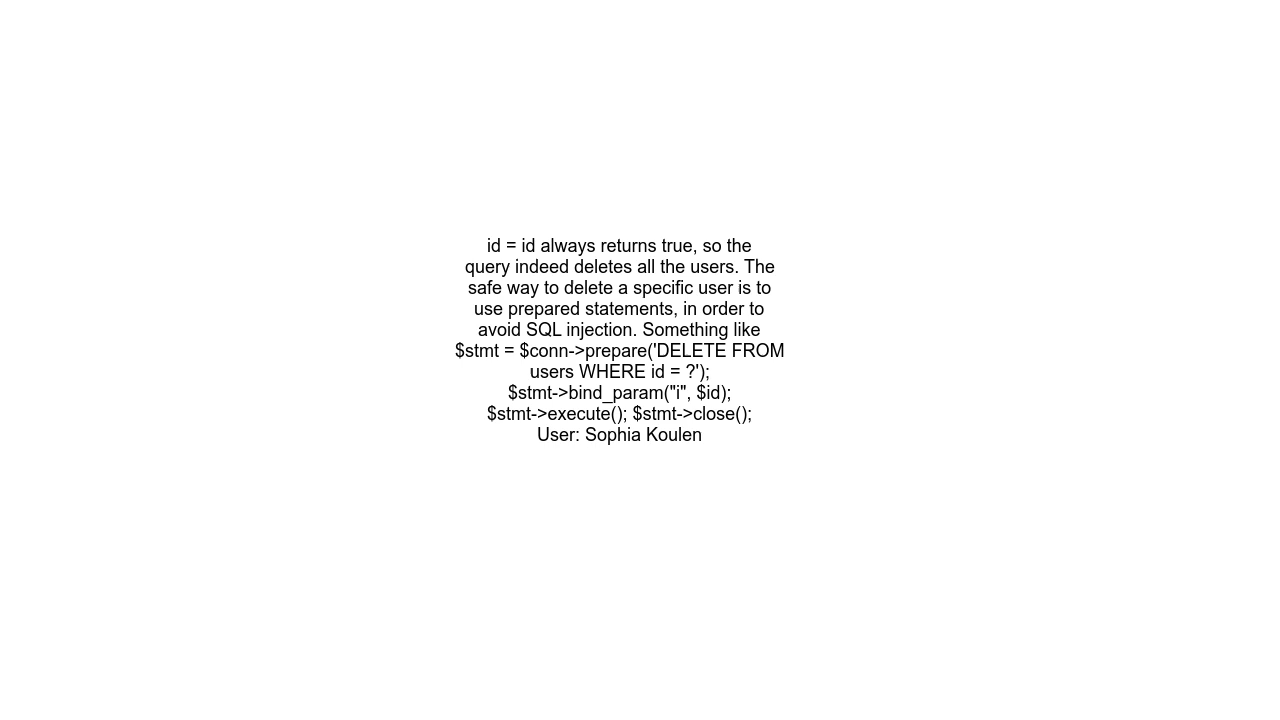 id = id always returns true, so the
query indeed deletes all the users. The
safe way to delete a specific user is to
use prepared statements, in order to
avoid SQL injection. Something like
$stmt = $conn->prepare('DELETE FROM
users WHERE id = ?');
$stmt->bind_param("i", $id);
$stmt->execute(); $stmt->close();
User: Sophia Koulen